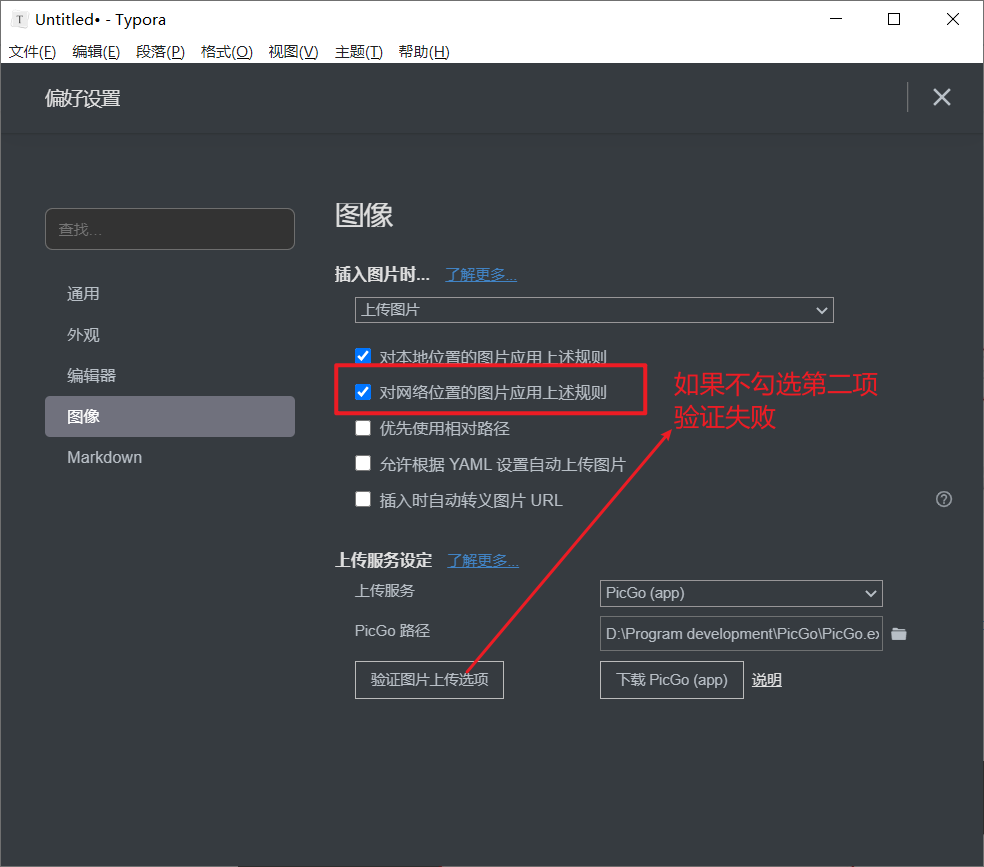 Untitled• - Typora
文件(F) 编辑(E) 段落(P) 格式(O) 视图(V) 主题(T) 帮助(H)
偏好设置
查找...
通用
外观
编辑器
图像
Markdown
图像
插入图片时... 了解更多...
上传图片
对本地位置的图片应用上述规则
对网络位置的图片应用上述规则
优先使用相对路径
允许根据 YAML 设置自动上传图片
插入时自动转义图片 URL
如果不勾选第二项
验证失败
上传服务设定 了解更多...
上传服务 PicGo (app)
PicGo 路径 D:\Program development\PicGo\PicGo.ex
验证图片上传选项 下载 PicGo (app) 说明